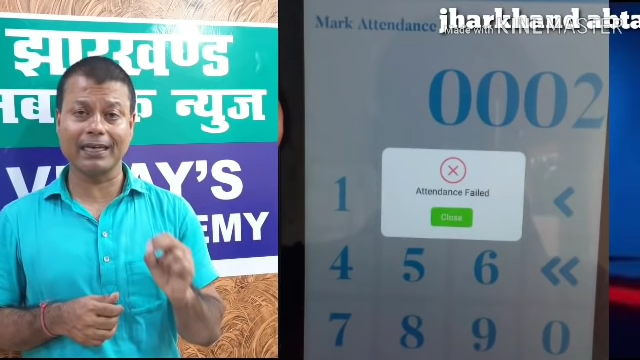 jharkhand abta
Made with KINEMASTER
झारखण्ड
न्युज
ACADEMY
Mark Attendance
0002
Attendance Failed
Close
1
<
4 5 6 <<
7 8 9 0